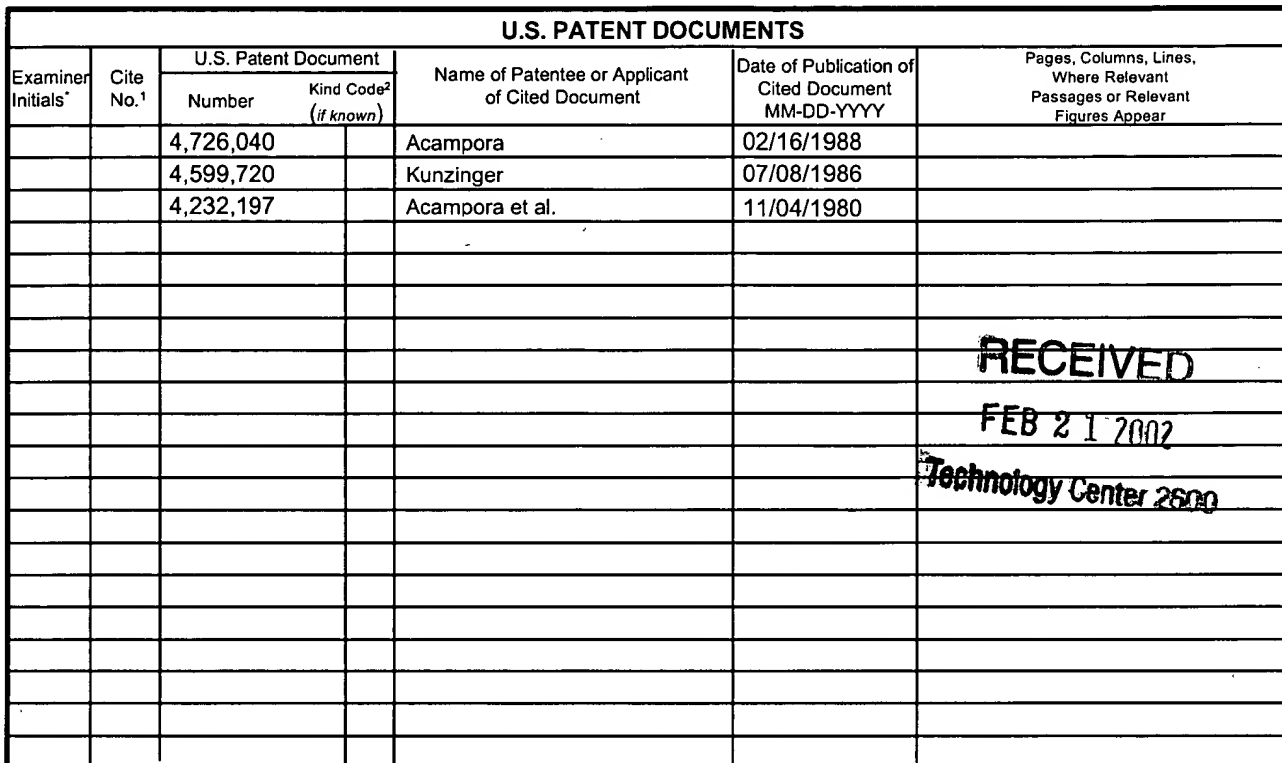 U.S. PATENT DOCUMENTS
Examiner Initials* Cite No.1 U.S. Patent Document Name of Patentee or Applicant of Cited Document Date of Publication of Cited Document MM-DD-YYYY Pages, Columns, Lines, Where Relevant Passages or Relevant Figures Appear
Number Kind Code2 (if known)
4,726,040 Acampora 02/16/1988
4,599,720 Kunzinger 07/08/1986
4,232,197 Acampora et al. 11/04/1980
RECEIVED
FEB 21 2002
Technology Center 2600